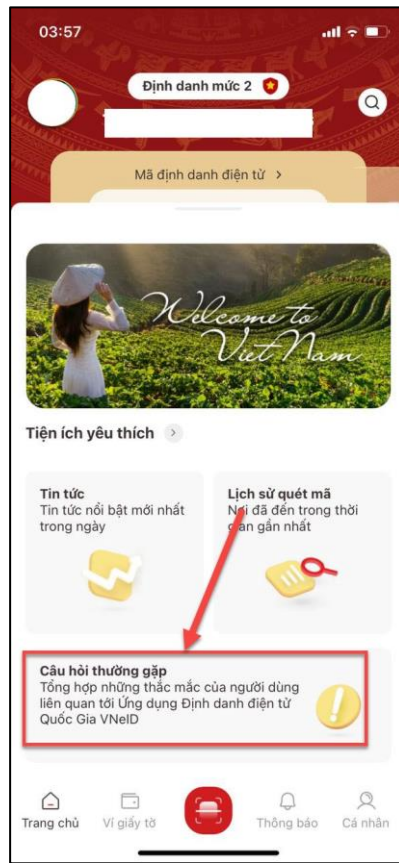 03:57
Định danh mức 2
Mã định danh điện tử >
Welcome to
Viet Nam
Tiện ích yêu thích >
Tin tức
Tin tức nổi bật mới nhất
trong ngày
Lịch sử quét mã
Nơi đã đến trong thời
gian gần nhất
Câu hỏi thường gặp
Tổng hợp những thắc mắc của người dùng
liên quan tới Ứng dụng Định danh điện tử
Quốc Gia VNeID
Trang chủ
Ví giấy tờ
Thông báo
Cá nhân